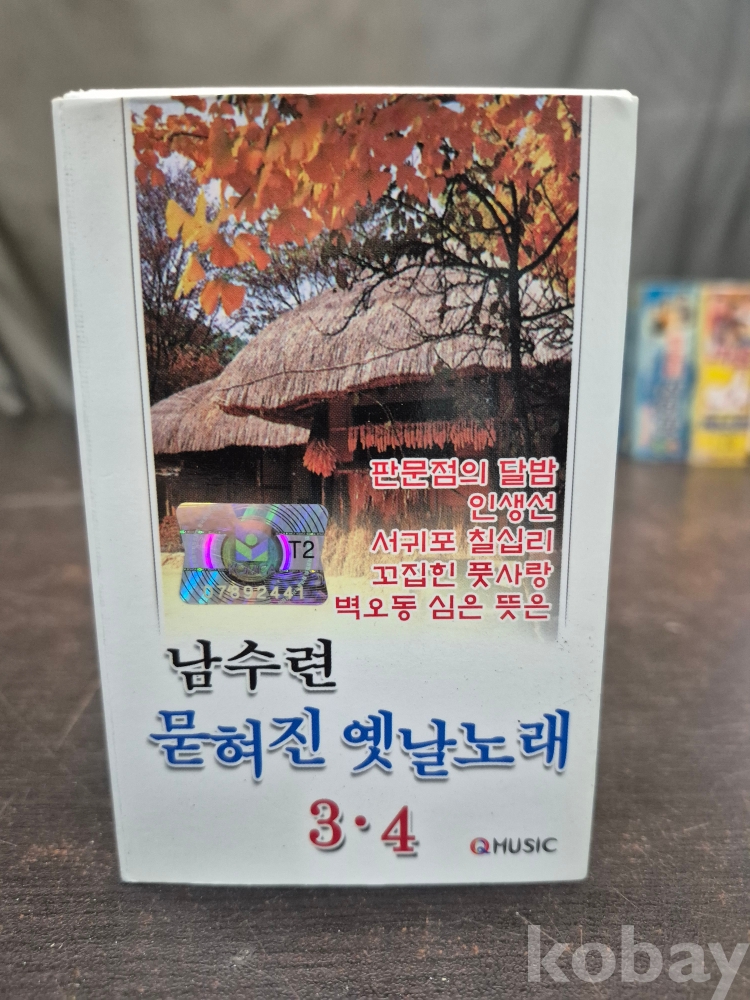 판문점의 달밤
인생선
서귀포 칠십리
꼬집힌 풋사랑
벽오동 심은 뜻은
T2
07892441
남수련
묻혀진 옛날노래
3·4
QMUSIC
kobay